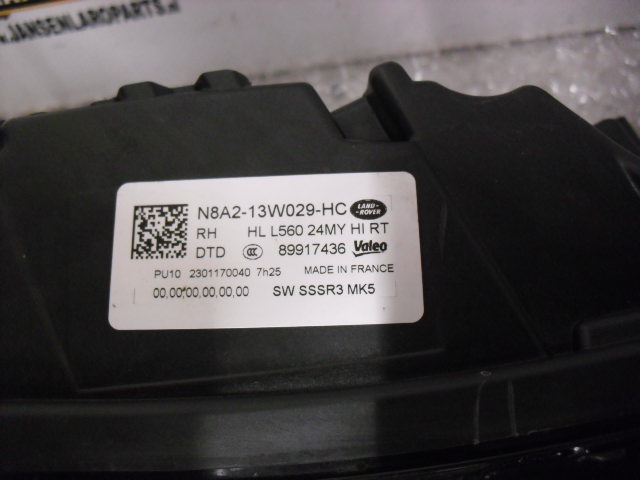 WWW.JANSENLAROPARTS.NL
N8A2-13W029-HC LAND-ROVER
RH HL L560 24MY HI RT
DTD CCC 89917436 Valeo
PU10 2301170040 7h25 MADE IN FRANCE
00,00,00,00,00,00 SW SSSR3 MK5